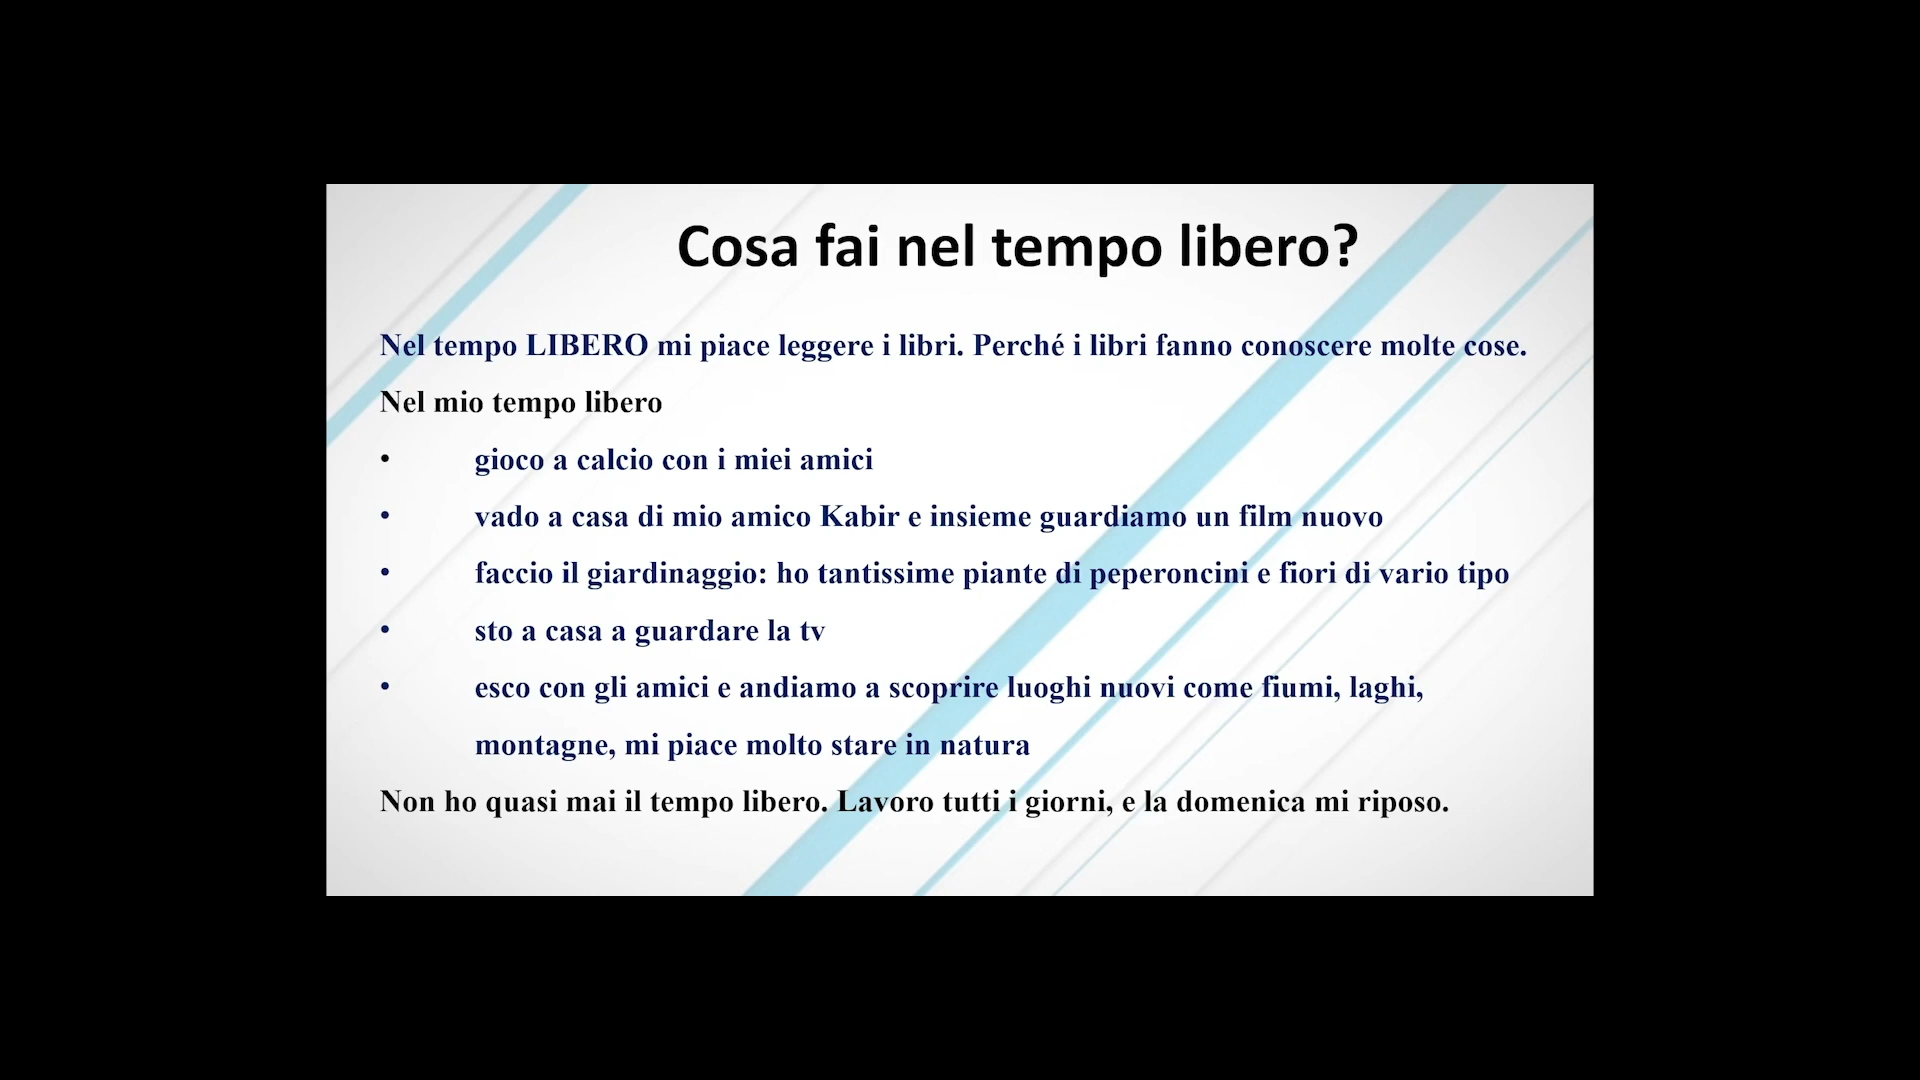 Cosa fai nel tempo libero?
Nel tempo LIBERO mi piace leggere i libri. Perché i libri fanno conoscere molte cose.
Nel mio tempo libero
• gioco a calcio con i miei amici
• vado a casa di mio amico Kabir e insieme guardiamo un film nuovo
• faccio il giardinaggio: ho tantissime piante di peperoncini e fiori di vario tipo
• sto a casa a guardare la tv
• esco con gli amici e andiamo a scoprire luoghi nuovi come fiumi, laghi,
montagne, mi piace molto stare in natura
Non ho quasi mai il tempo libero. Lavoro tutti i giorni, e la domenica mi riposo.